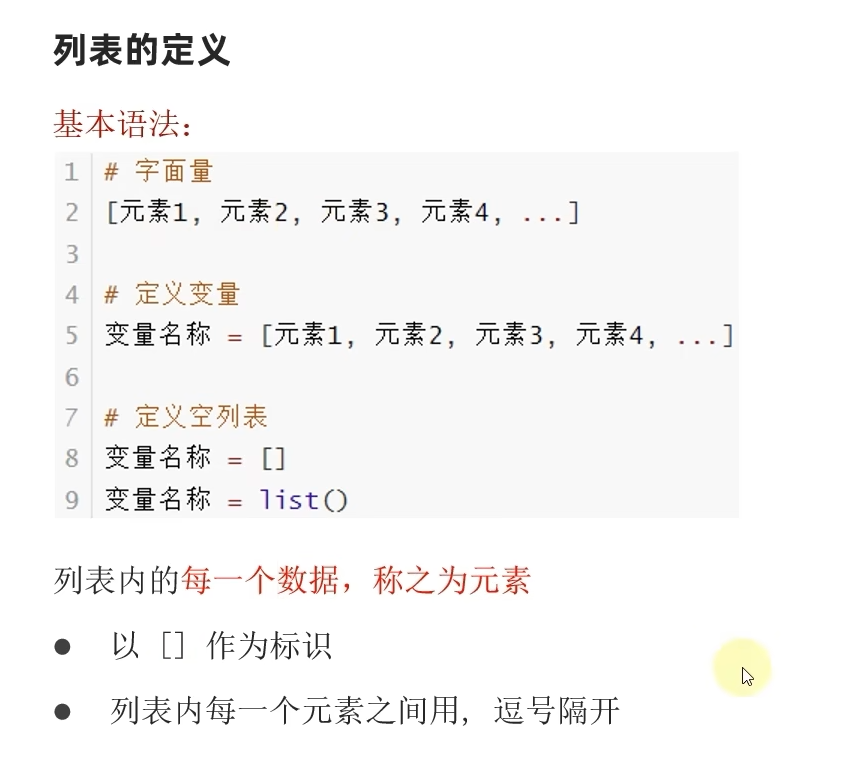 列表的定义
基本语法：
1 # 字面量
2 [元素1, 元素2, 元素3, 元素4, ...]
3
4 # 定义变量
5 变量名称 = [元素1, 元素2, 元素3, 元素4, ...]
6
7 # 定义空列表
8 变量名称 = []
9 变量名称 = list()
列表内的每一个数据，称之为元素
● 以 [] 作为标识
● 列表内每一个元素之间用, 逗号隔开